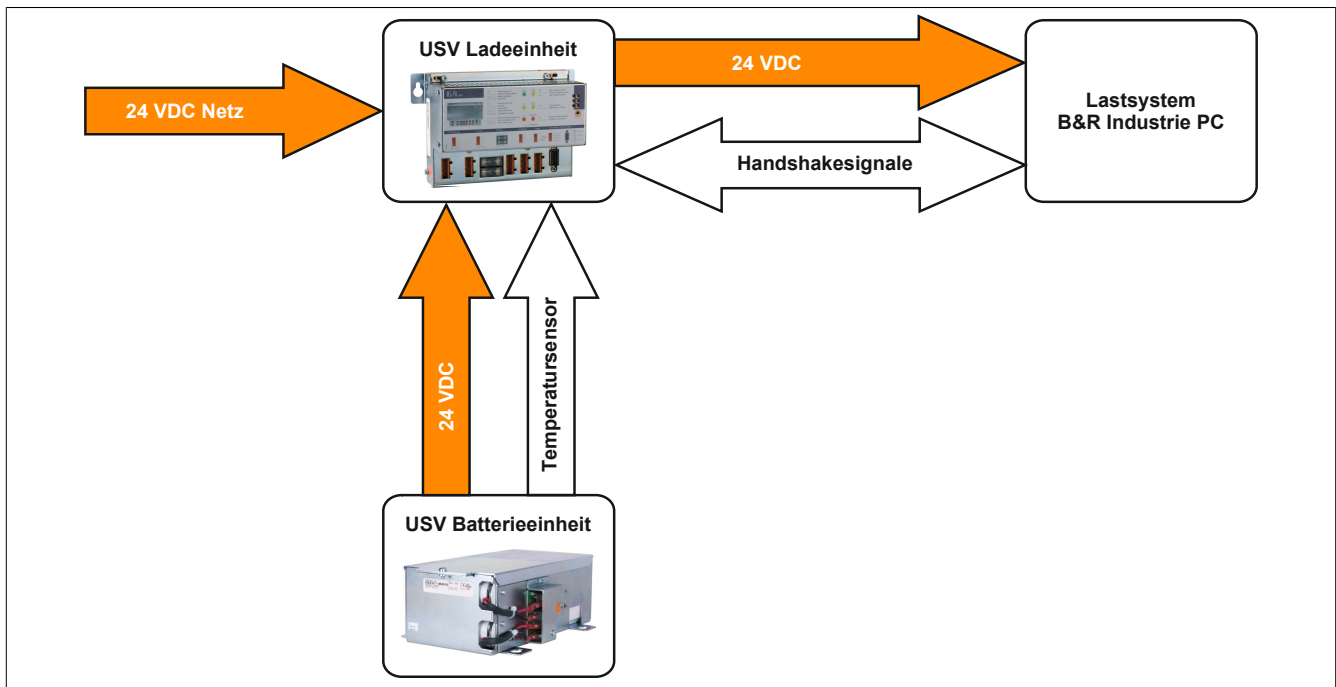 USV Ladeeinheit
24 VDC Netz
24 VDC
Lastsystem
B&R Industrie PC
Handshakesignale
24 VDC
Temperatursensor
USV Batterieeinheit